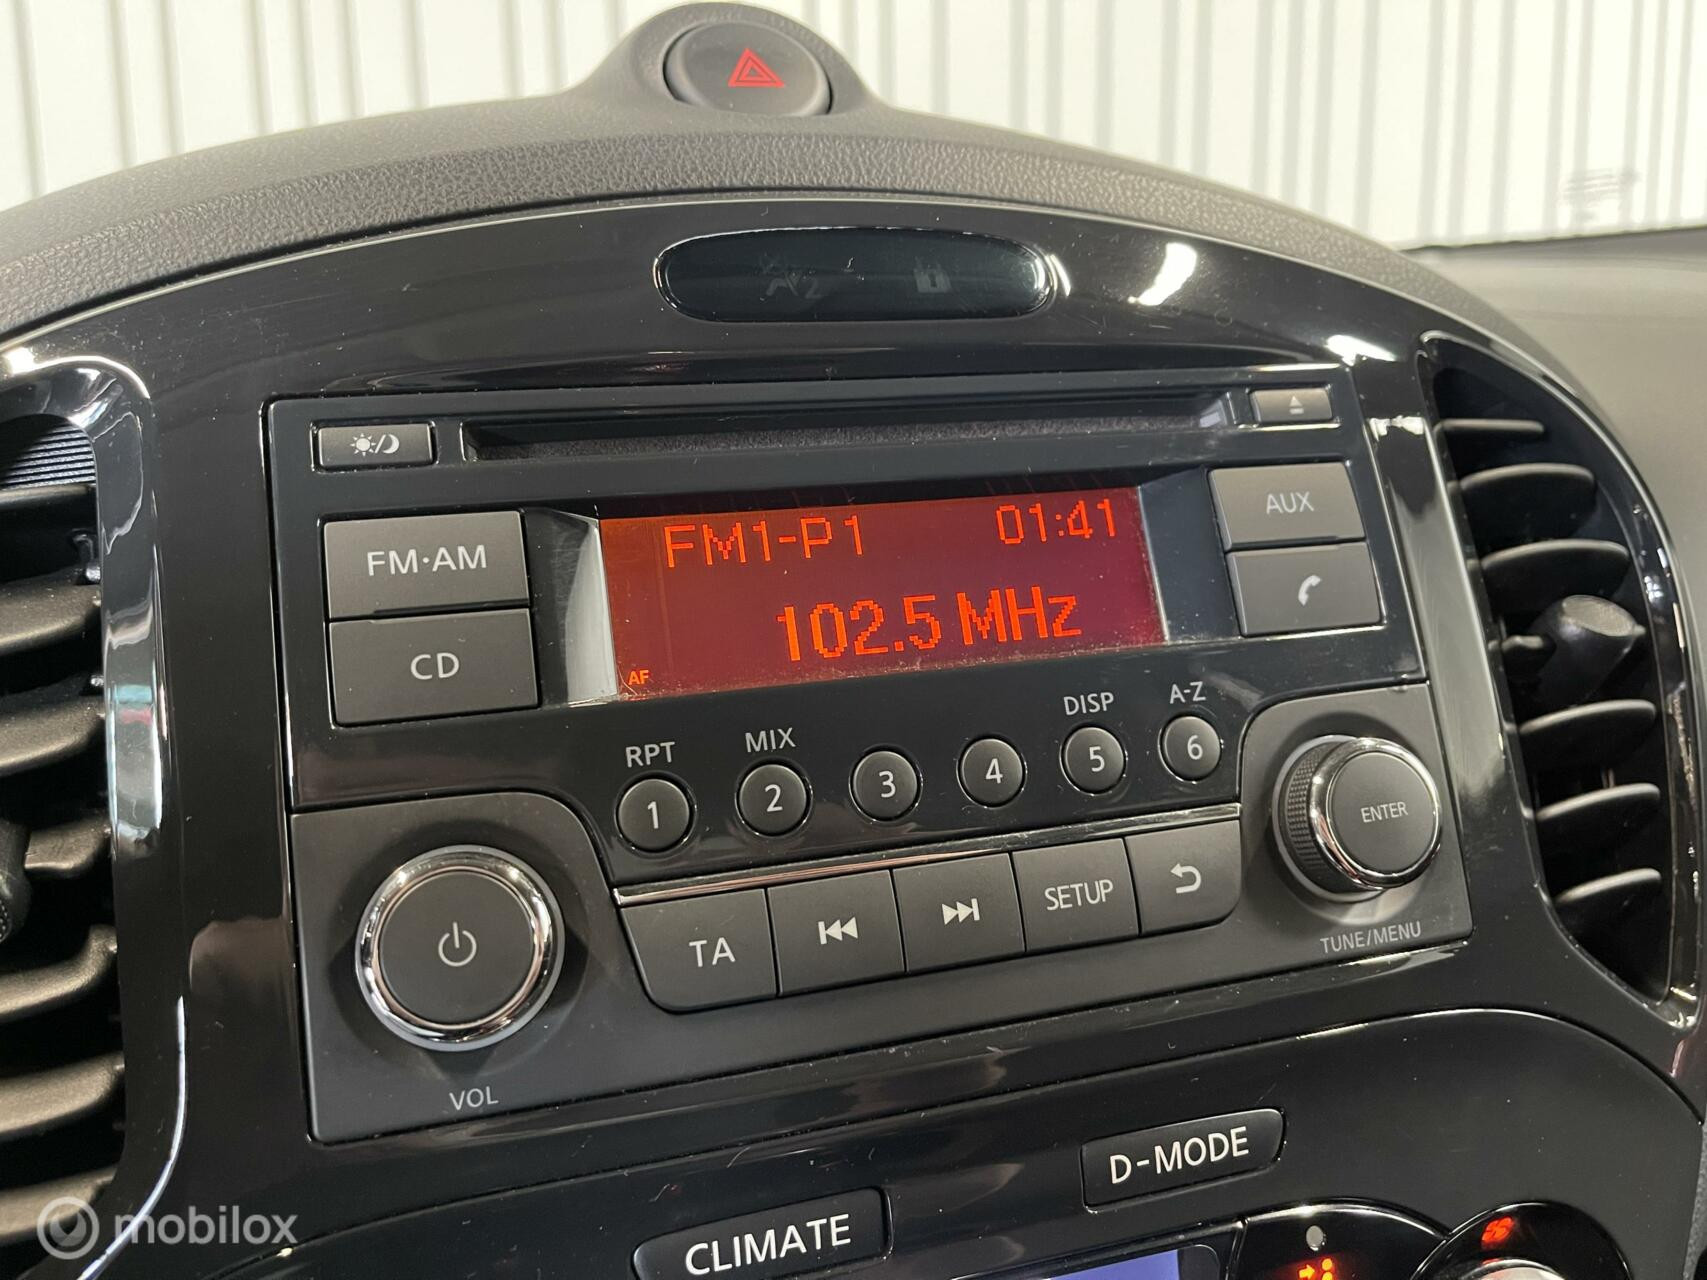 FM·AM
CD
FM1-P1 01:41
102.5 MHz
AF
AUX
RPT MIX DISP A-Z
1 2 3 4 5 6
ENTER
TA SETUP
TUNE/MENU
VOL
D-MODE
CLIMATE
mobilox